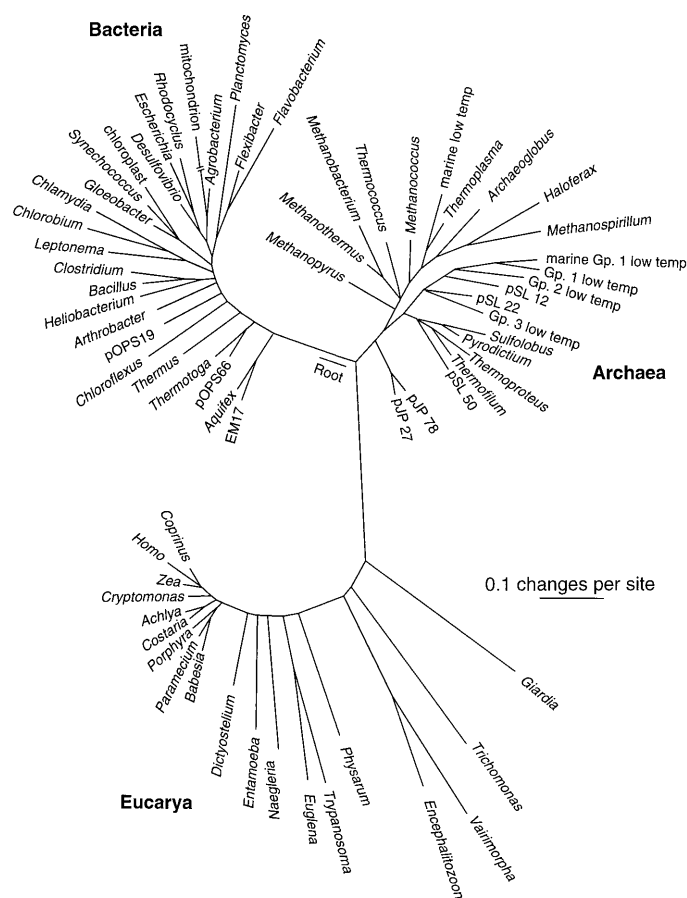 Bacteria
Planctomyces
Flavobacterium
mitochondrion
Rhodocyclus
Escherichia
Desulfovibrio
Agrobacterium
Flexibacter
chloroplast
Synechococcus
Gloeobacter
Chlamydia
Chlorobium
Leptonema
Clostridium
Bacillus
Heliobacterium
Arthrobacter
pOPS19
Chloroflexus
Thermus
Thermotoga
pOPS66
Aquifex
EM17
Root
Methanopyrus
Methanothermus
Methanobacterium
Thermococcus
Methanococcus
marine low temp
Thermoplasma
Archaeoglobus
Haloferax
Methanospirillum
marine Gp. 1 low temp
Gp. 1 low temp
Gp. 2 low temp
pSL 12
pSL 22
Gp. 3 low temp
Sulfolobus
Pyrodictium
Thermoproteus
Thermofilum
pSL 50
pJP 78
pJP 27
Archaea
Coprinus
Homo
Zea
Cryptomonas
Achlya
Costaria
Porphyra
Paramecium
Babesia
Dictyostelium
Entamoeba
Naegleria
Euglena
Trypanosoma
Physarum
Encephalitozoon
Vairimorpha
Trichomonas
Giardia
0.1 changes per site
Eucarya